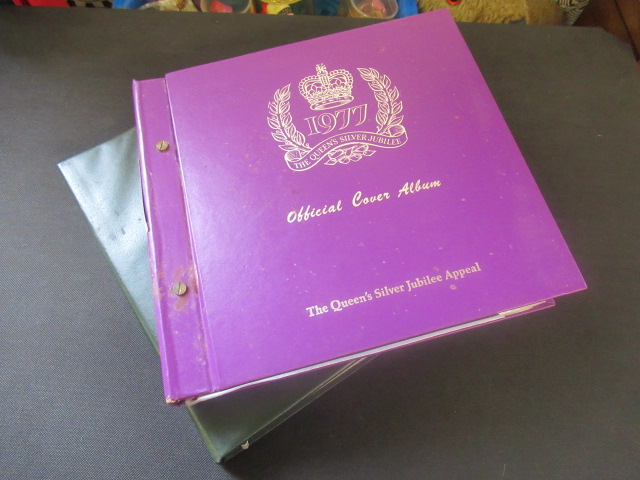 1977
THE QUEEN'S SILVER JUBILEE
Official Cover Album
The Queen's Silver Jubilee Appeal